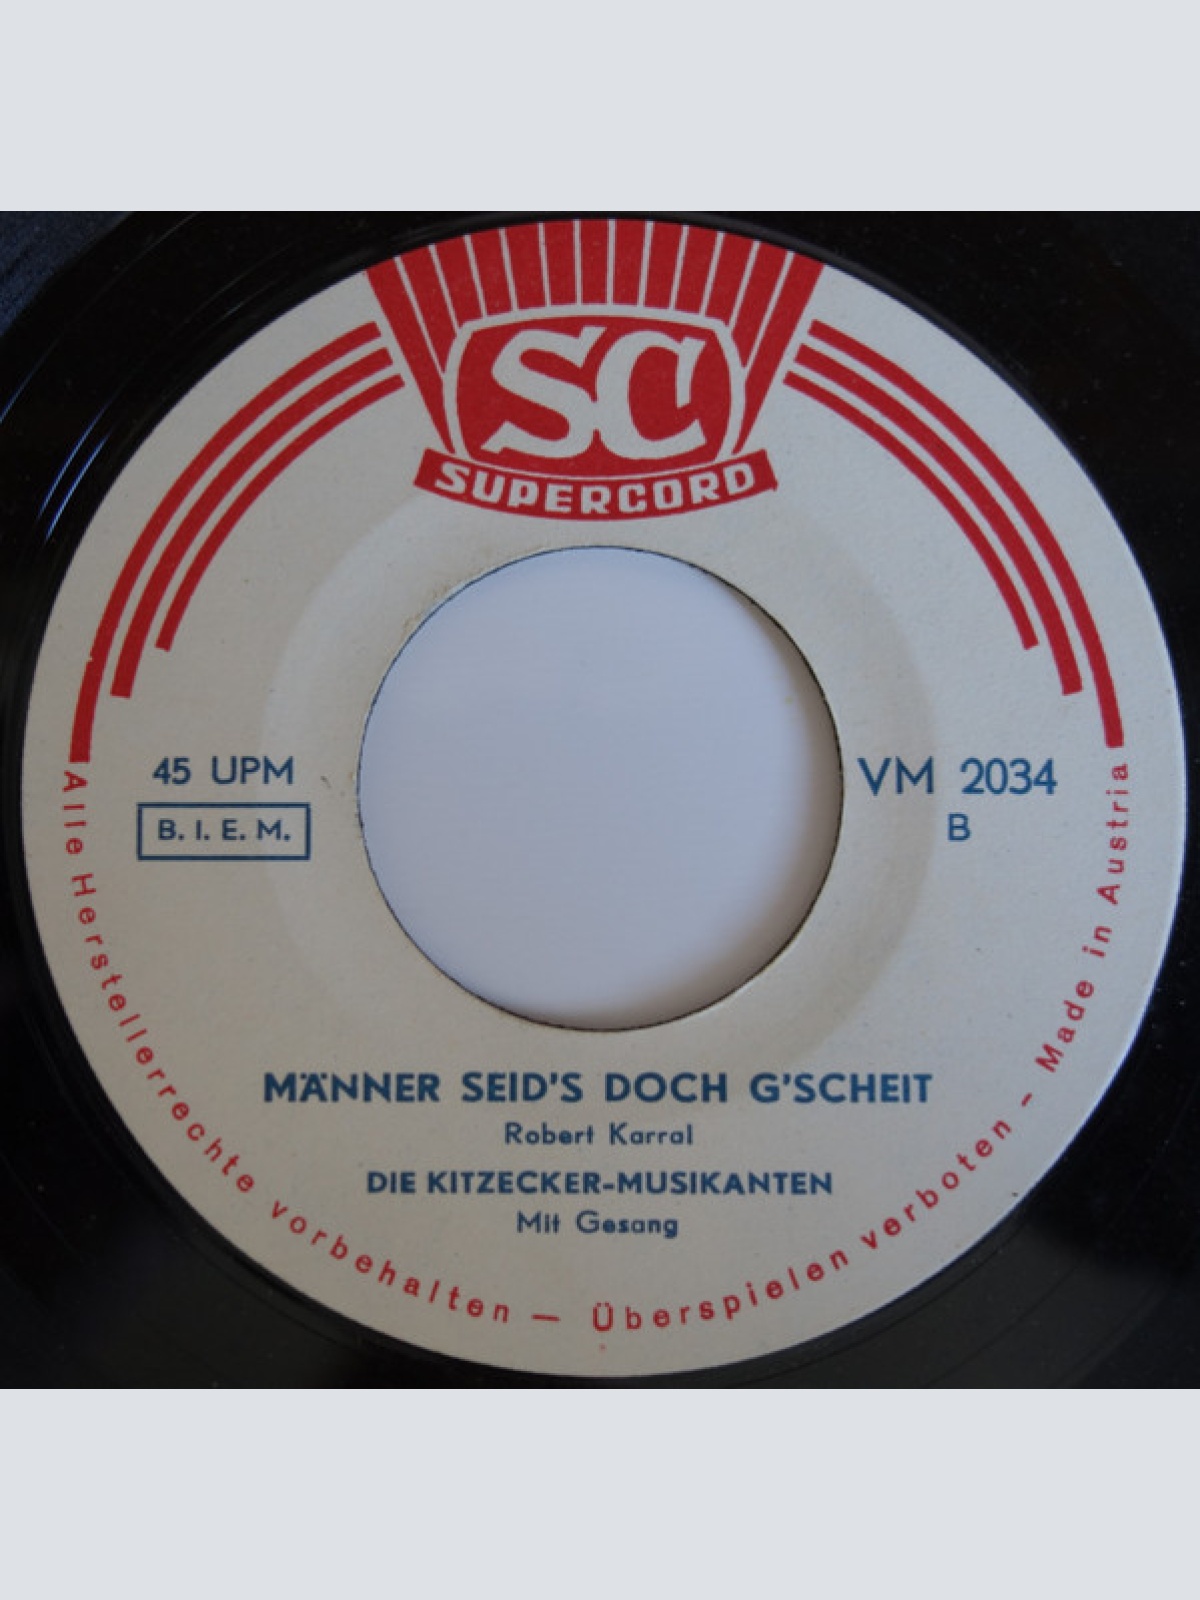 SC
SUPERCORD
45 UPM
B. I. E. M.
VM 2034
B
MÄNNER SEID'S DOCH G'SCHEIT
Robert Karral
DIE KITZECKER-MUSIKANTEN
Mit Gesang
Alle Herstellerrechte vorbehalten — Überspielen verboten - Made in Austria